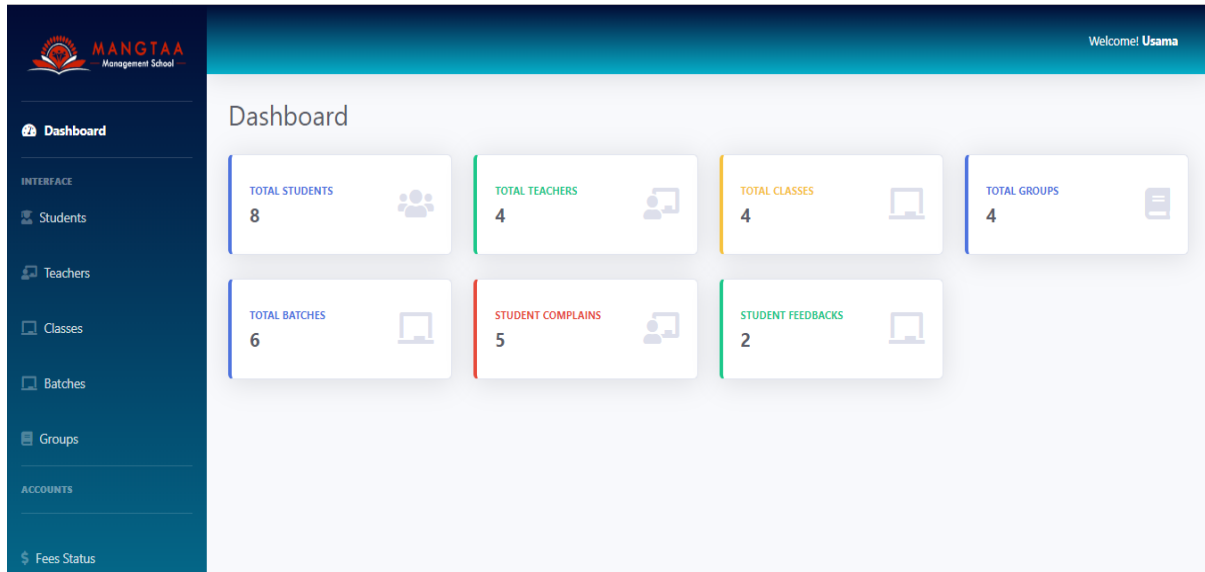 MANGTAA
Management School
Welcome! Usama
Dashboard
INTERFACE
Students
Teachers
Classes
Batches
Groups
ACCOUNTS
$ Fees Status
Dashboard
TOTAL STUDENTS
8
TOTAL TEACHERS
4
TOTAL CLASSES
4
TOTAL GROUPS
4
TOTAL BATCHES
6
STUDENT COMPLAINS
5
STUDENT FEEDBACKS
2